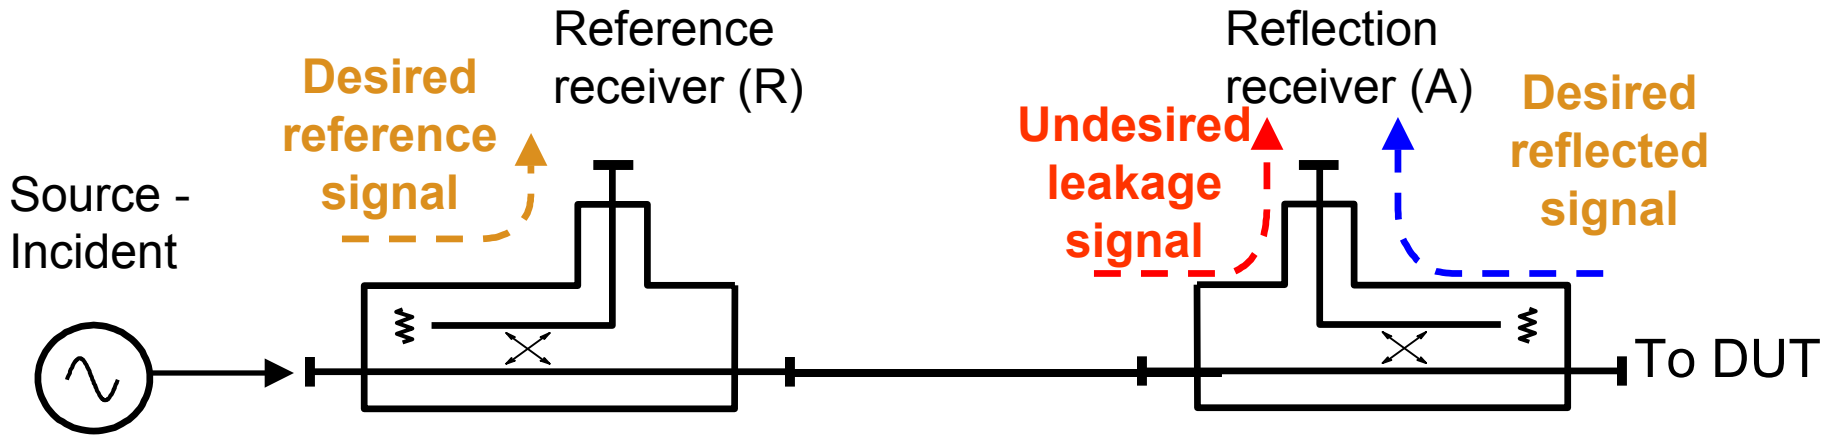 Reference
receiver (R)
Desired
reference
signal
Source -
Incident
Reflection
receiver (A)
Undesired
leakage
signal
Desired
reflected
signal
To DUT